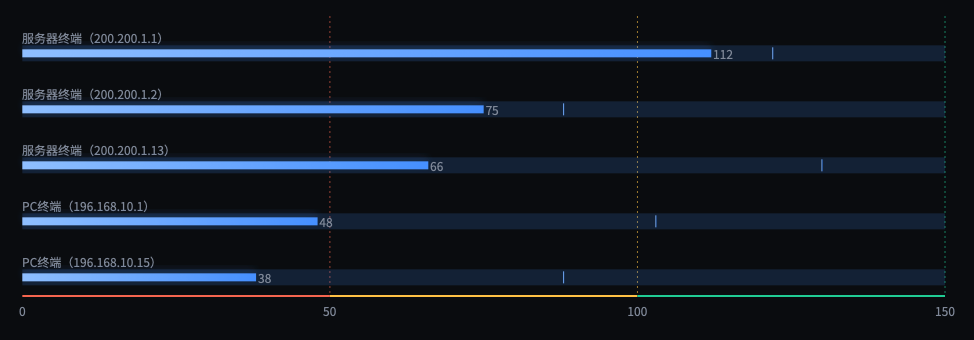 服务器终端（200.200.1.1）
112
服务器终端（200.200.1.2）
75
服务器终端（200.200.1.13）
66
PC终端（196.168.10.1）
48
PC终端（196.168.10.15）
38
0 50 100 150